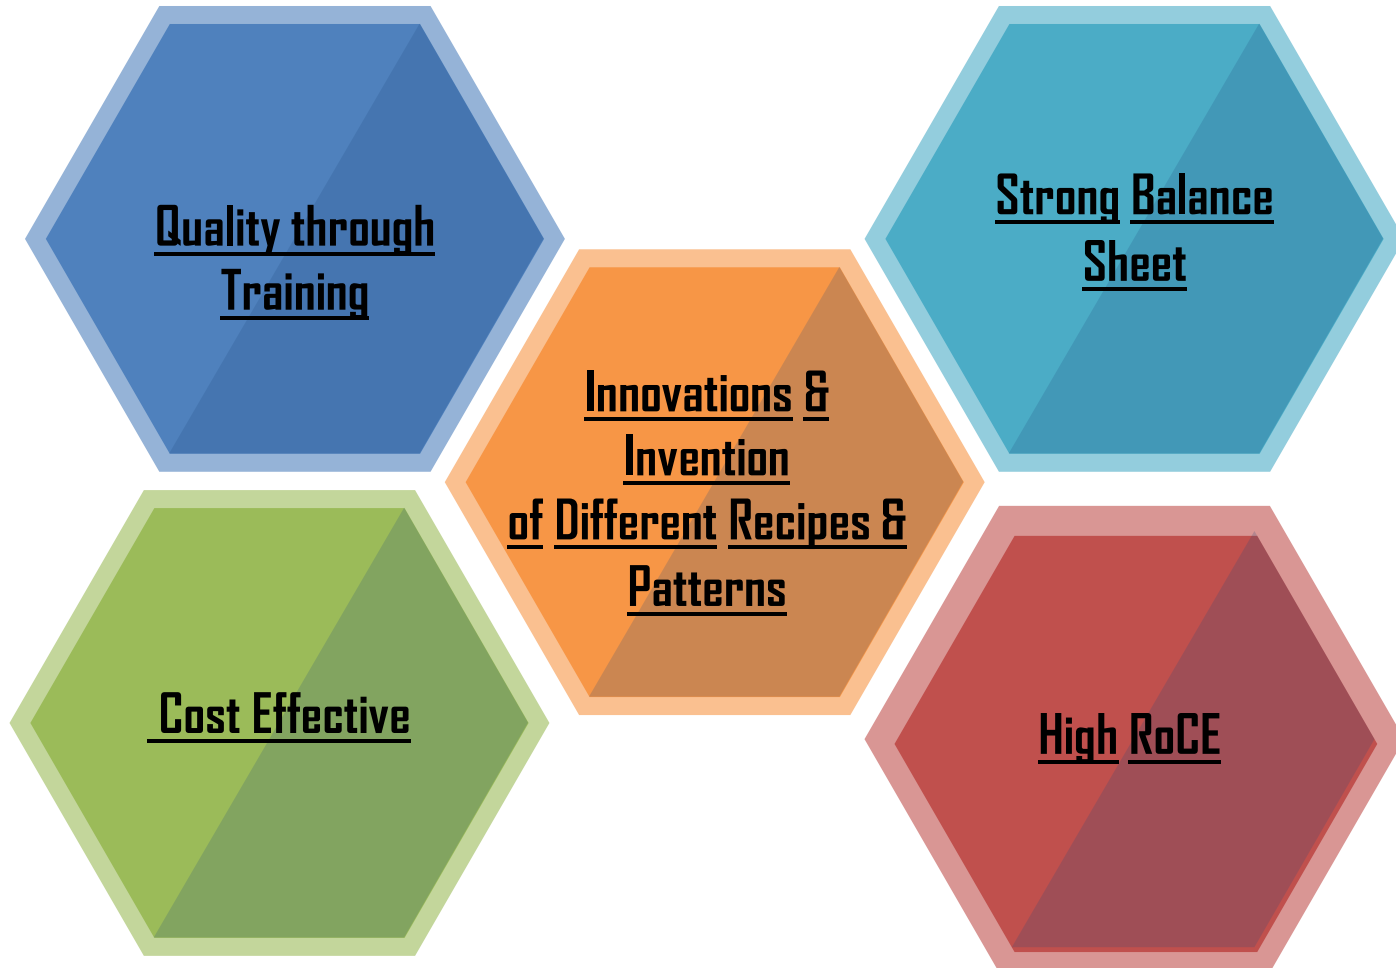 Quality through
Training
Strong Balance
Sheet
Innovations &
Invention
of Different Recipes &
Patterns
Cost Effective
High RoCE